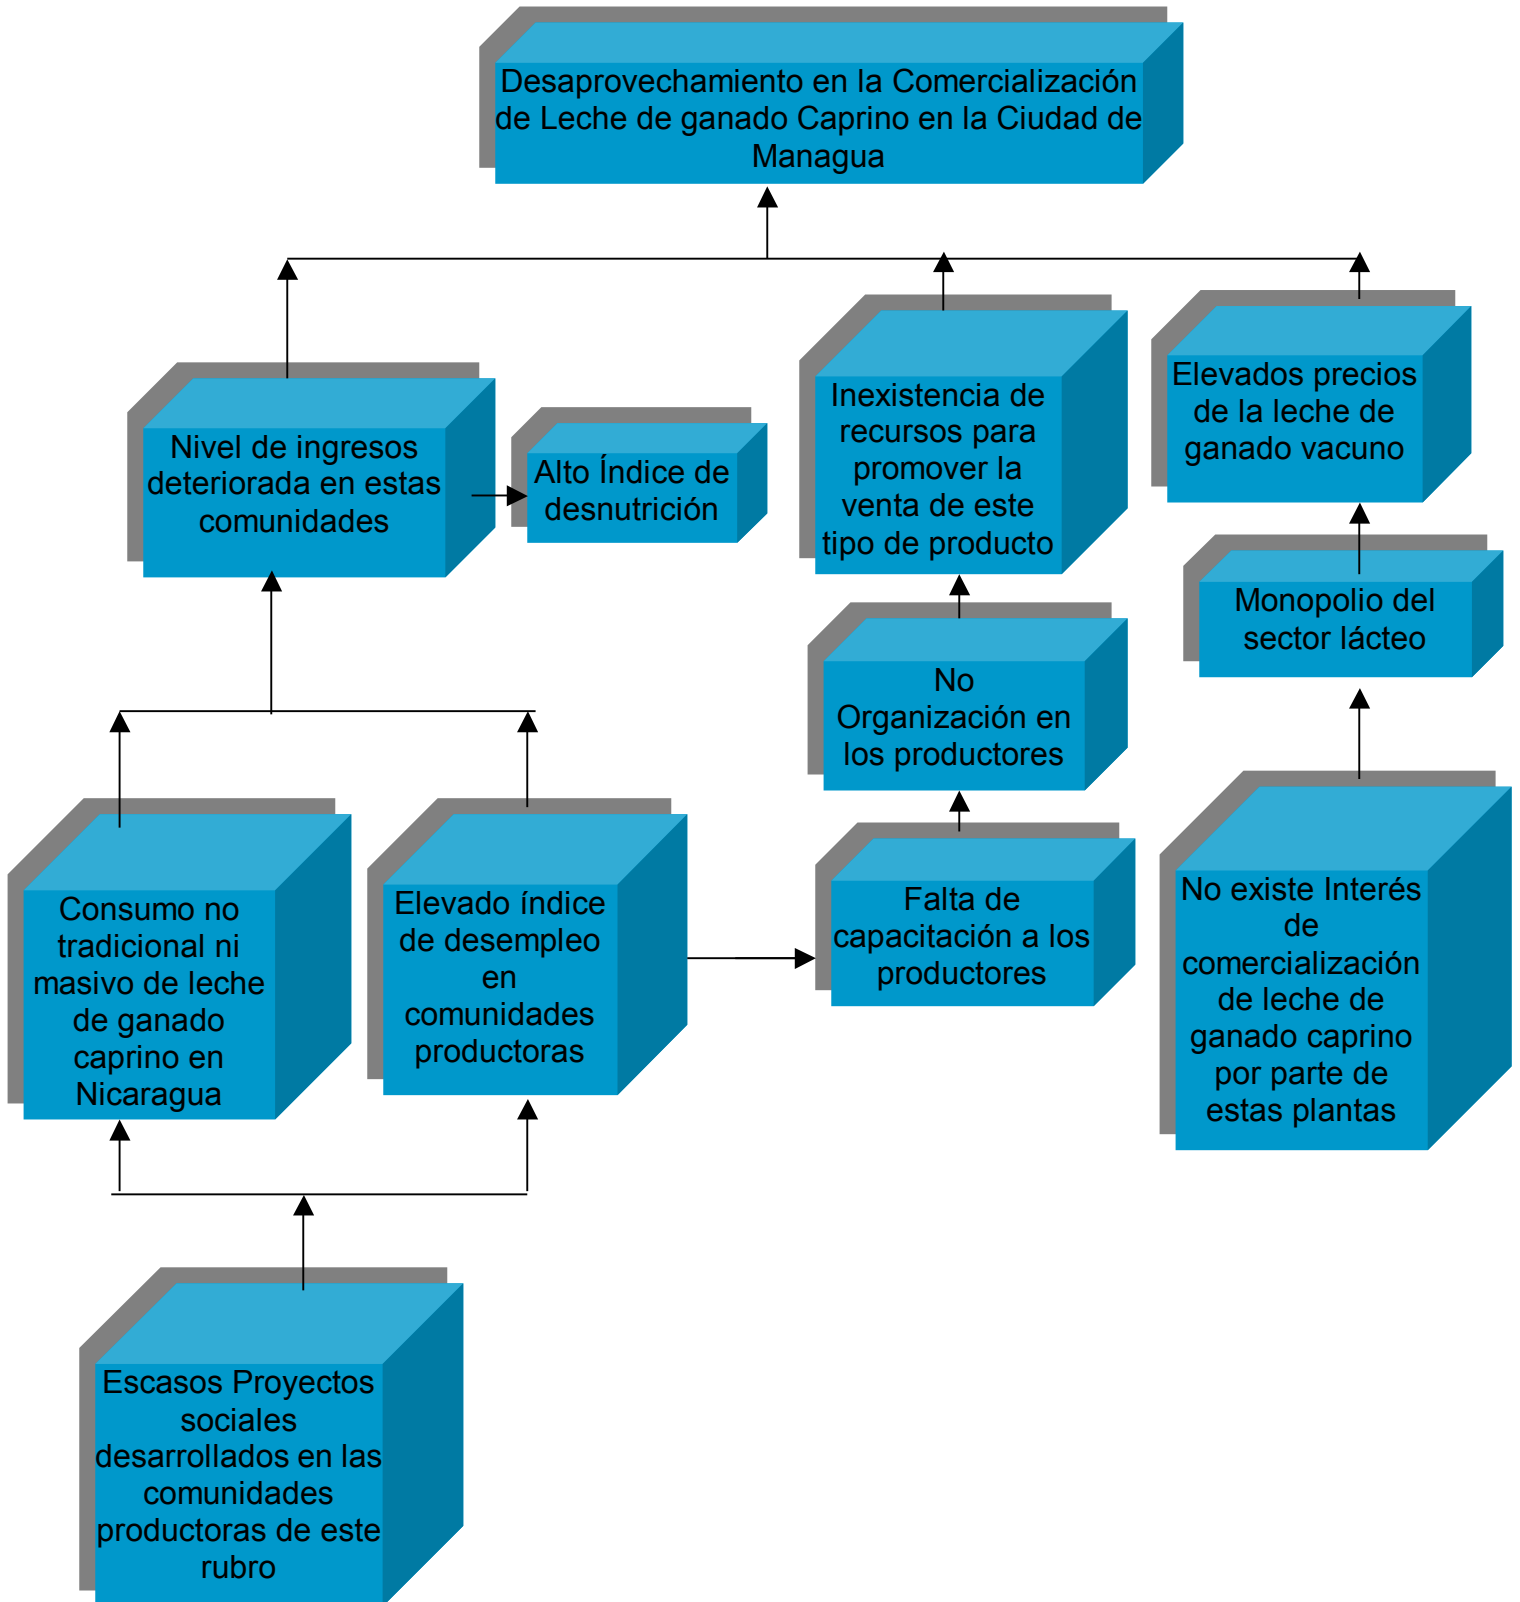 Desaprovechamiento en la Comercialización
de Leche de ganado Caprino en la Ciudad de
Managua
Nivel de ingresos
deteriorada en estas
comunidades
Alto Índice de
desnutrición
Inexistencia de
recursos para
promover la
venta de este
tipo de producto
Elevados precios
de la leche de
ganado vacuno
Monopolio del
sector lácteo
No
Organización en
los productores
Consumo no
tradicional ni
masivo de leche
de ganado
caprino en
Nicaragua
Elevado índice
de desempleo
en
comunidades
productoras
Falta de
capacitación a los
productores
No existe Interés
de
comercialización
de leche de
ganado caprino
por parte de
estas plantas
Escasos Proyectos
sociales
desarrollados en las
comunidades
productoras de este
rubro